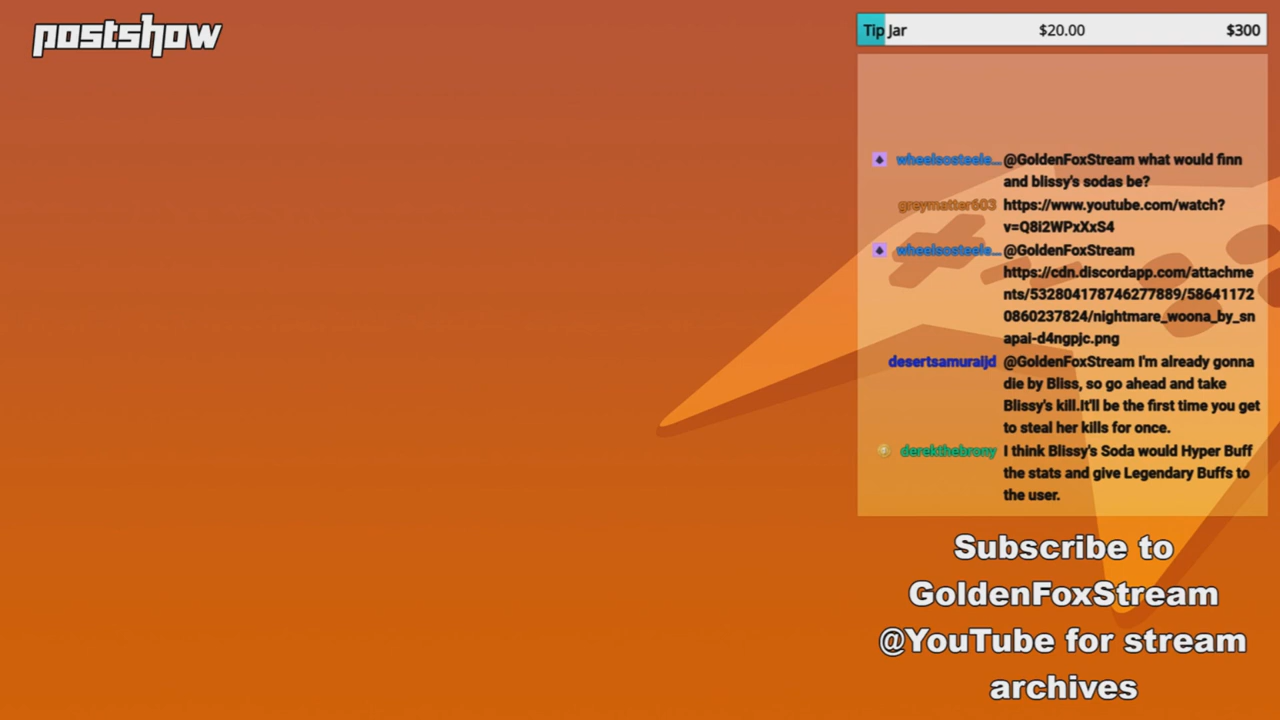 postshow
Tip Jar $20.00 $300
wheelsosteele... @GoldenFoxStream what would finn
and blissy's sodas be?
greymatter603 https://www.youtube.com/watch?
v=Q8i2WPxXxS4
wheelsosteele... @GoldenFoxStream
https://cdn.discordapp.com/attachme
nts/532804178746277889/58641172
0860237824/nightmare_woona_by_sn
apai-d4ngpjc.png
desertsamuraijd @GoldenFoxStream I'm already gonna
die by Bliss, so go ahead and take
Blissy's kill.It'll be the first time you get
to steal her kills for once.
derekthebrony I think Blissy's Soda would Hyper Buff
the stats and give Legendary Buffs to
the user.
Subscribe to
GoldenFoxStream
@YouTube for stream
archives